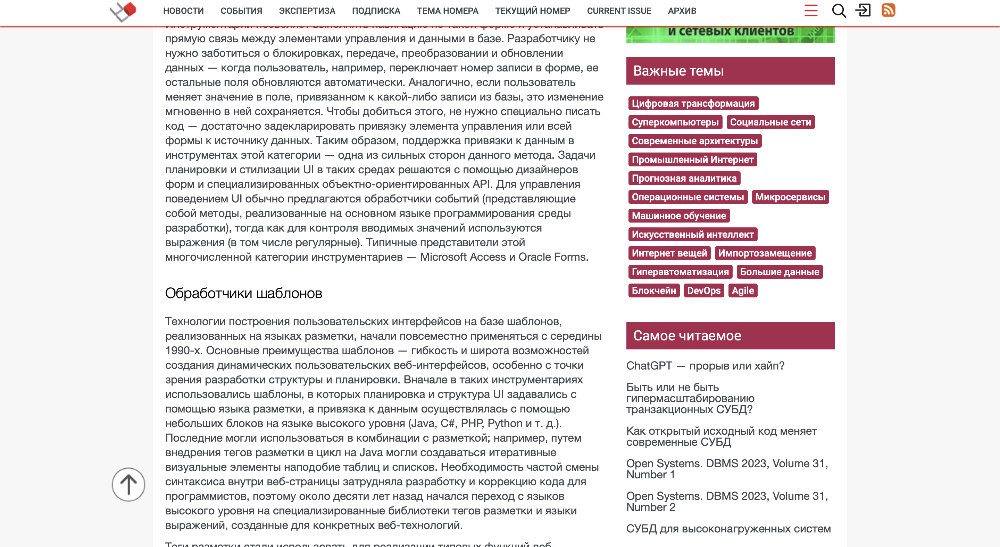 НОВОСТИ СОБЫТИЯ ЭКСПЕРТИЗА ПОДПИСКА ТЕМА НОМЕРА ТЕКУЩИЙ НОМЕР CURRENT ISSUE АРХИВ
Инструментарий позволяет выполнять навигацию по такой форме и устанавливать
прямую связь между элементами управления и данными в базе. Разработчику не
нужно заботиться о блокировках, передаче, преобразовании и обновлении
данных — когда пользователь, например, переключает номер записи в форме, ее
остальные поля обновляются автоматически. Аналогично, если пользователь
меняет значение в поле, привязанном к какой-либо записи из базы, это изменение
мгновенно в ней сохраняется. Чтобы добиться этого, не нужно специально писать
код — достаточно задекларировать привязку элемента управления или всей
формы к источнику данных. Таким образом, поддержка привязки к данным в
инструментах этой категории — одна из сильных сторон данного метода. Задачи
планировки и стилизации UI в таких средах решаются с помощью дизайнеров
форм и специализированных объектно-ориентированных API. Для управления
поведением UI обычно предлагаются обработчики событий (представляющие
собой методы, реализованные на основном языке программирования среды
разработки), тогда как для контроля вводимых значений используются
выражения (в том числе регулярные). Типичные представители этой
многочисленной категории инструментариев — Microsoft Access и Oracle Forms.
Обработчики шаблонов
Технологии построения пользовательских интерфейсов на базе шаблонов,
реализованных на языках разметки, начали повсеместно применяться с середины
1990-х. Основные преимущества шаблонов — гибкость и широта возможностей
создания динамических пользовательских веб-интерфейсов, особенно с точки
зрения разработки структуры и планировки. Вначале в таких инструментариях
использовались шаблоны, в которых планировка и структура UI задавались с
помощью языка разметки, а привязка к данным осуществлялась с помощью
небольших блоков на языке высокого уровня (Java, C#, PHP, Python и т. д.).
Последние могли использоваться в комбинации с разметкой; например, путем
внедрения тегов разметки в цикл на Java могли создаваться итеративные
визуальные элементы наподобие таблиц и списков. Необходимость частой смены
синтаксиса внутри веб-страницы затрудняла разработку и коррекцию кода для
программистов, поэтому около десяти лет назад начался переход с языков
высокого уровня на специализированные библиотеки тегов разметки и языки
выражений, созданные для конкретных веб-технологий.
Теги разметки стали использовать для реализации типовых функций веб-
и сетевых клиентов
Важные темы
Цифровая трансформация
Суперкомпьютеры Социальные сети
Современные архитектуры
Промышленный Интернет
Прогнозная аналитика
Операционные системы Микросервисы
Машинное обучение
Искусственный интеллект
Интернет вещей Импортозамещение
Гиперавтоматизация Большие данные
Блокчейн DevOps Agile
Самое читаемое
ChatGPT — прорыв или хайп?
Быть или не быть
гипермасштабированию
транзакционных СУБД?
Как открытый исходный код меняет
современные СУБД
Open Systems. DBMS 2023, Volume 31,
Number 1
Open Systems. DBMS 2023, Volume 31,
Number 2
СУБД для высоконагруженных систем